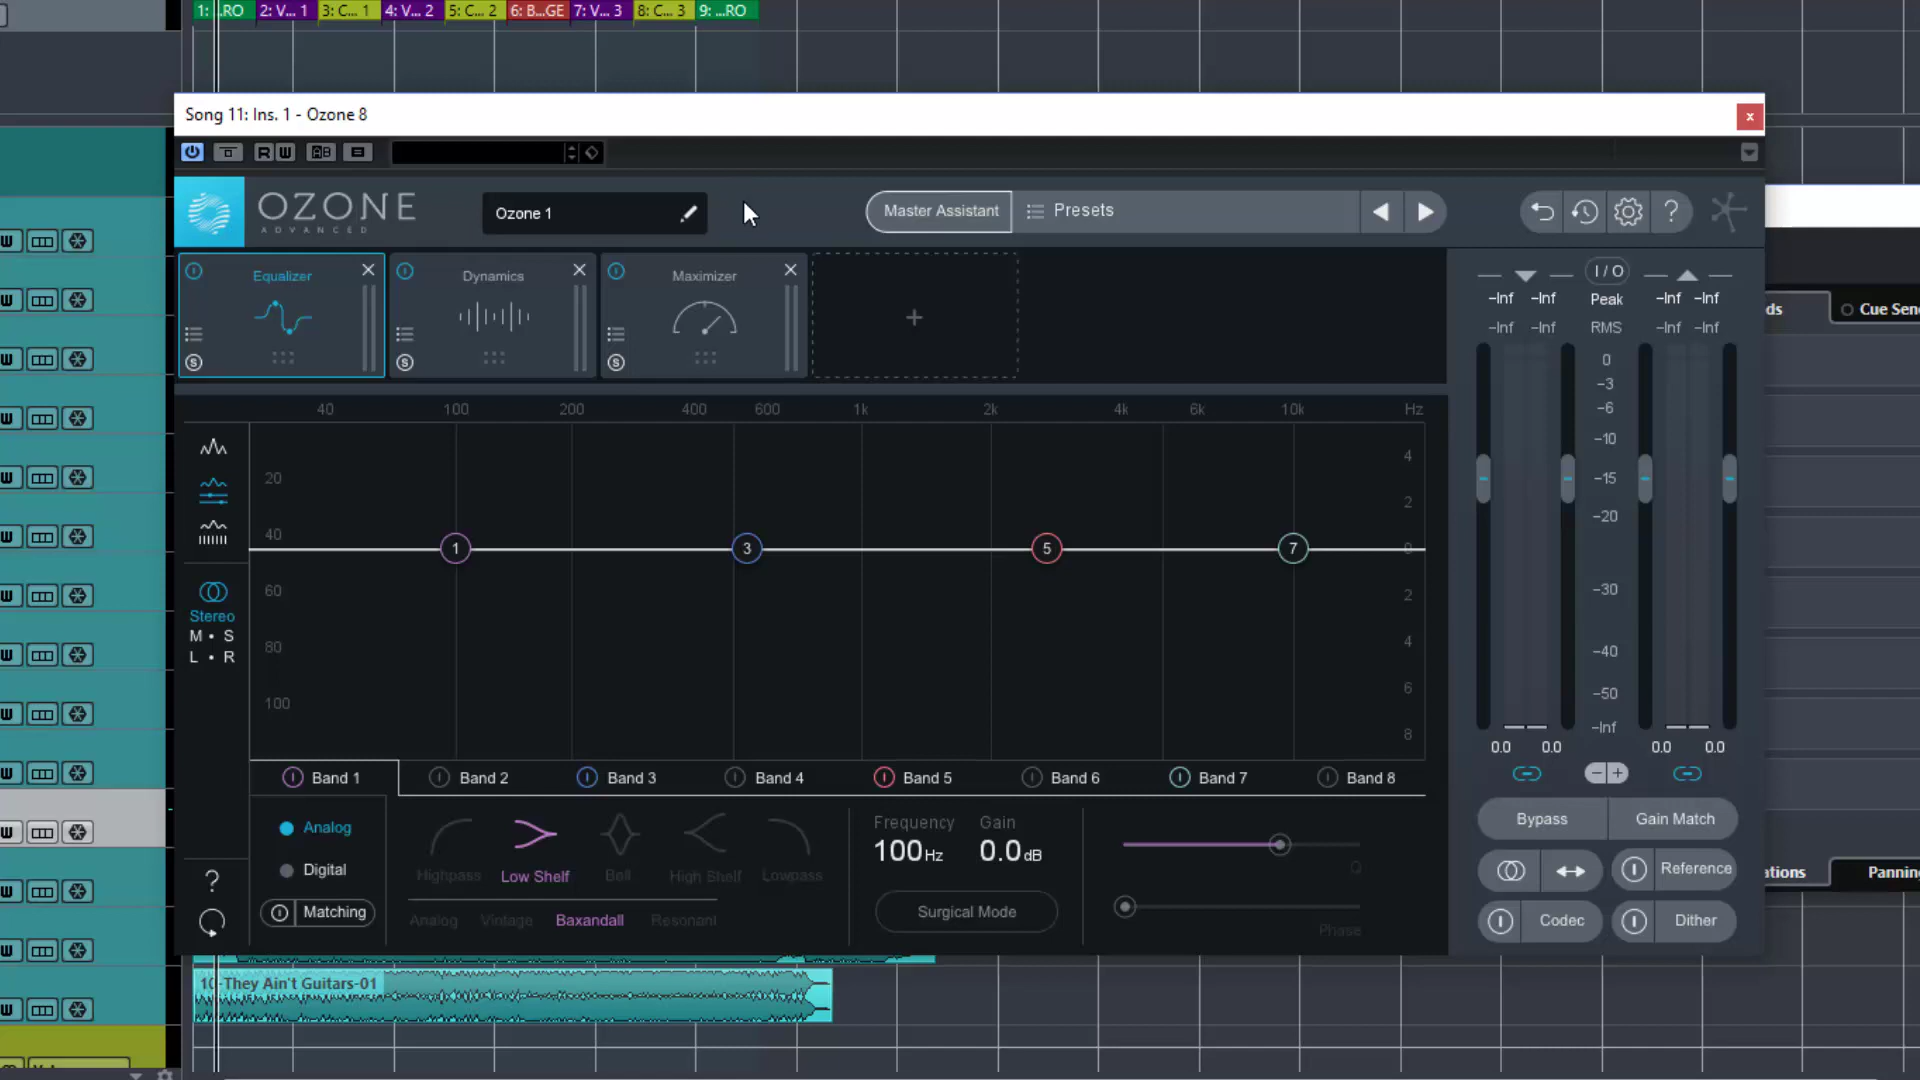 1: ..RO 2: V... 1 3: C... 1 4: V... 2 5: C... 2 6: B...GE 7: V... 3 8: C... 3 9: ...RO
Song 11: Ins. 1 - Ozone 8
x
R W AB
OZONE
ADVANCED
Ozone 1
Master Assistant
Presets
?
Equalizer
Dynamics
Maximizer
+
S S S
I / O
-Inf -Inf Peak -Inf -Inf
-Inf -Inf RMS -Inf -Inf
ds
Cue Sen
40 100 200 400 600 1k 2k 4k 6k 10k Hz
20
40
60
80
100
4
2
0
2
4
6
8
1 3 5 7
Stereo
M • S
L • R
0
-3
-6
-10
-15
-20
-30
-40
-50
-Inf
0.0 0.0 0.0 0.0
Band 1 Band 2 Band 3 Band 4 Band 5 Band 6 Band 7 Band 8
Analog
Digital
Matching
?
Highpass Low Shelf Bell High Shelf Lowpass
Analog Vintage Baxandall Resonant
Frequency Gain
100Hz 0.0dB
Surgical Mode
Q
Phase
Bypass
Gain Match
Reference
Codec
Dither
ations
Pannin
10-They Ain't Guitars-01